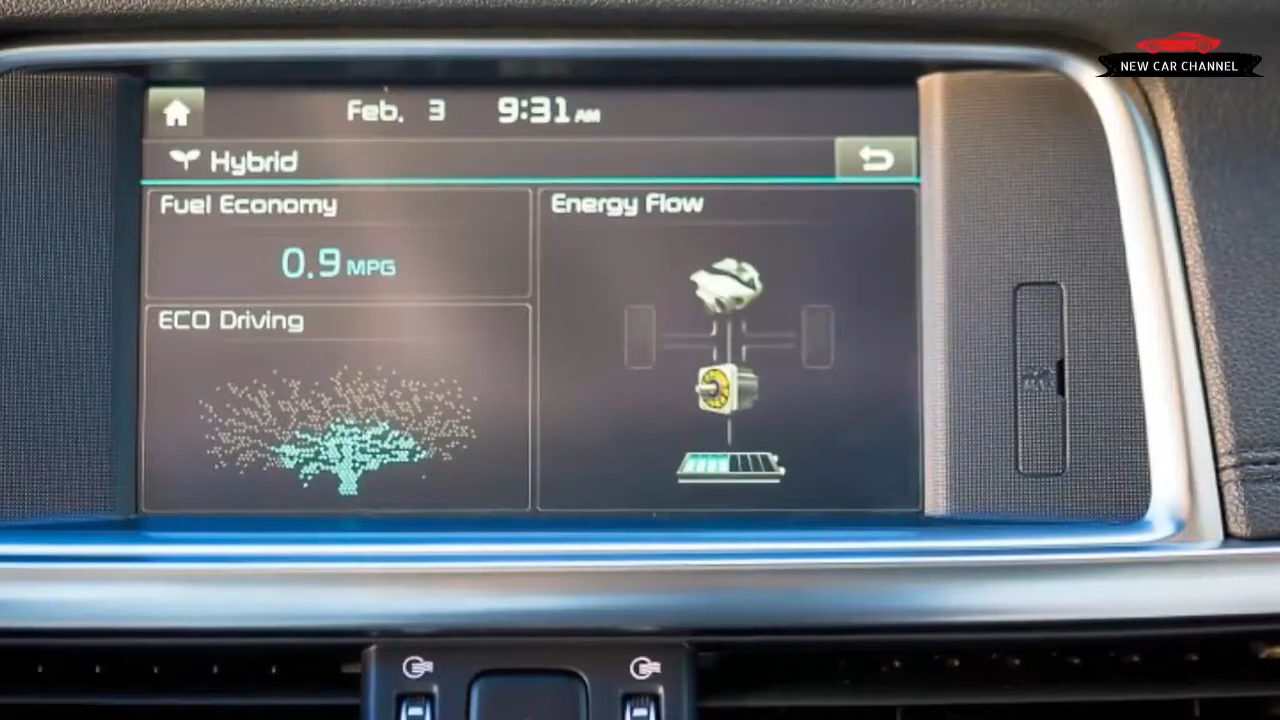 NEW CAR CHANNEL
Feb. 3 9:31 AM
Hybrid
Fuel Economy
0.9 MPG
ECO Driving
Energy Flow